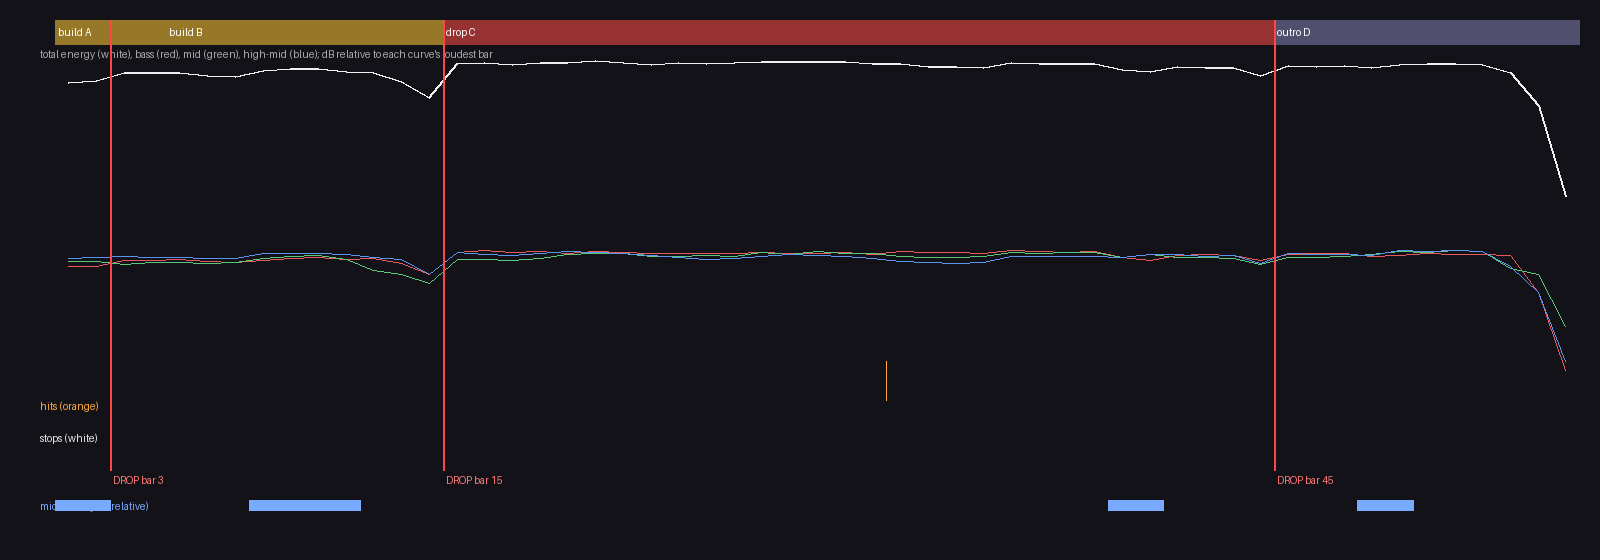 build A build B drop C outro D
total energy (white), bass (red), mid (green), high-mid (blue); dB relative to each curve's loudest bar
hits (orange)
stops (white)
DROP bar 3 DROP bar 15 DROP bar 45
relative)